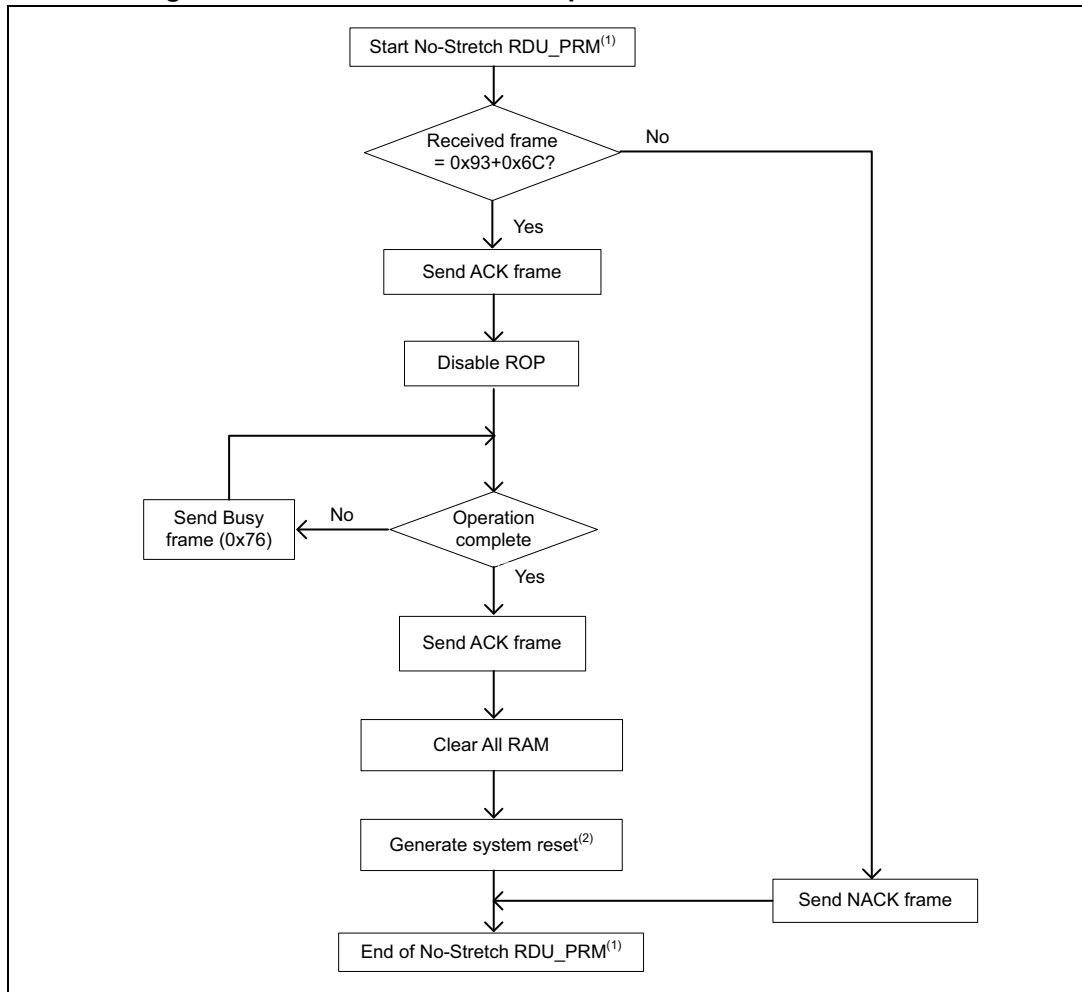 Start No-Stretch RDU_PRM(1)
Received frame
= 0x93+0x6C?
No
Yes
Send ACK frame
Disable ROP
Send Busy
frame (0x76)
No
Operation
complete
Yes
Send ACK frame
Clear All RAM
Generate system reset(2)
Send NACK frame
End of No-Stretch RDU_PRM(1)